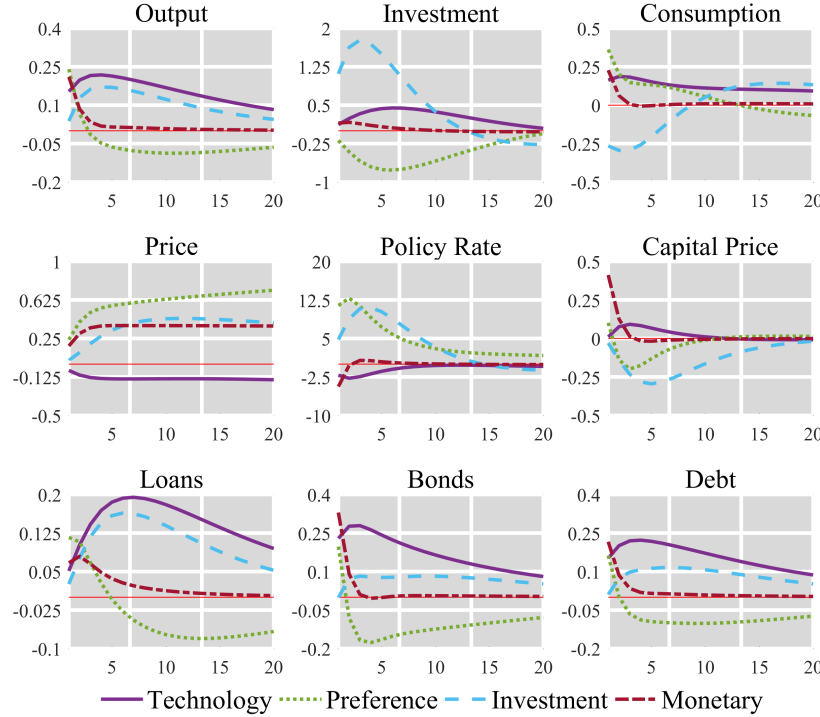 Output Investment Consumption
0.4 2 0.5
0.25 1.25 0.25
0.1 0.5 0
-0.05 -0.25 -0.25
-0.2 -1 -0.5
5 10 15 20 5 10 15 20 5 10 15 20
Price Policy Rate Capital Price
1 20 0.5
0.625 12.5 0.25
0.25 5 0
-0.125 -2.5 -0.25
-0.5 -10 -0.5
5 10 15 20 5 10 15 20 5 10 15 20
Loans Bonds Debt
0.2 0.4 0.4
0.125 0.25 0.25
0.05 0.1 0.1
-0.025 -0.05 -0.05
-0.1 -0.2 -0.2
5 10 15 20 5 10 15 20 5 10 15 20
Technology Preference Investment Monetary